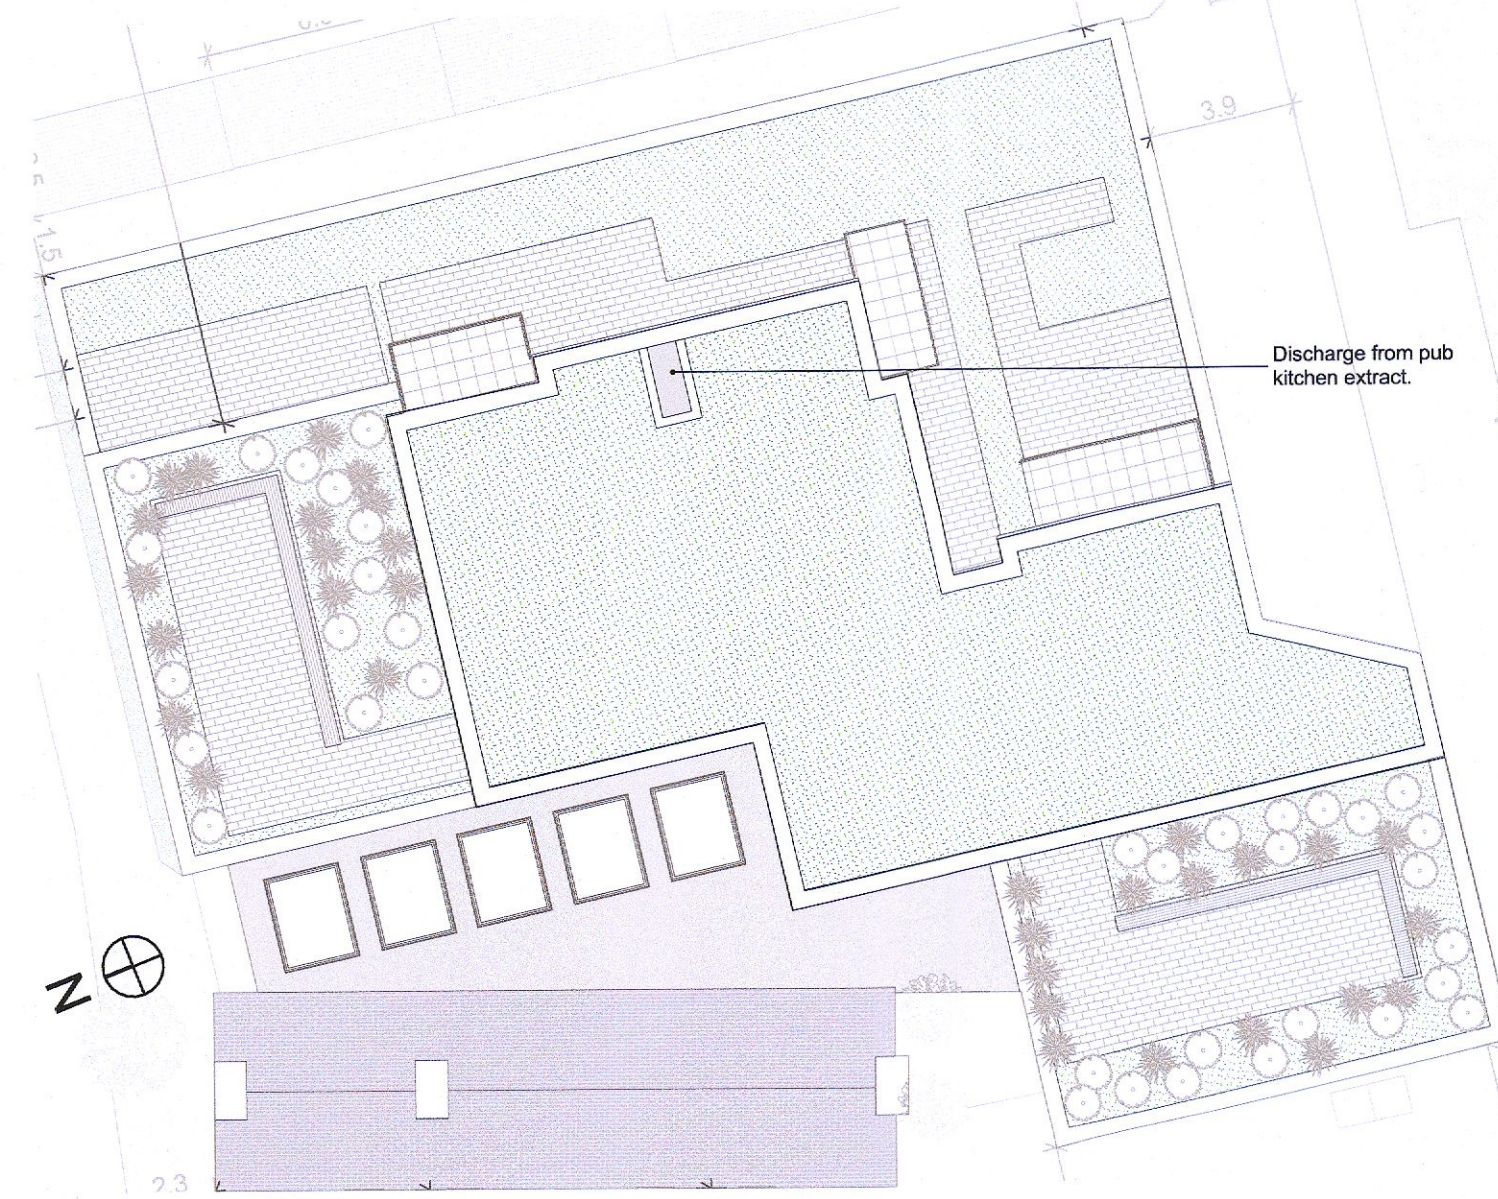 3.9
1.5
Discharge from pub
kitchen extract.
N
2.3